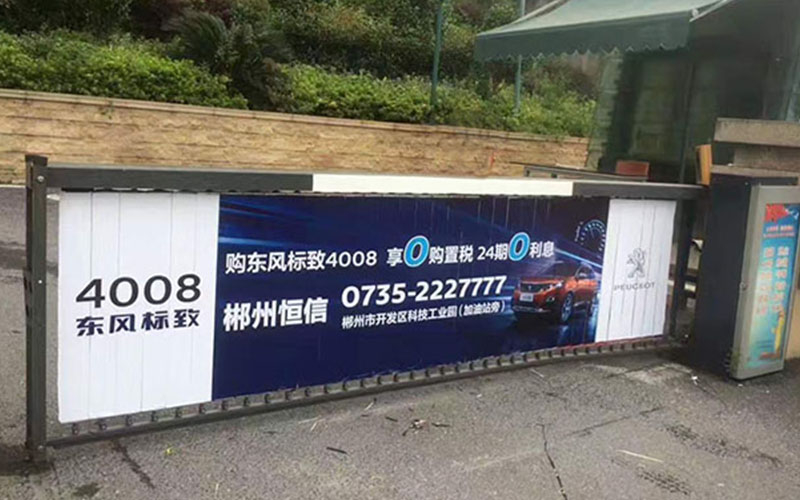 4008
东风标致
购东风标致4008 享0购置税 24期0利息
郴州恒信 0735-2227777
郴州市开发区科技工业园(加油站旁)
PEUGEOT